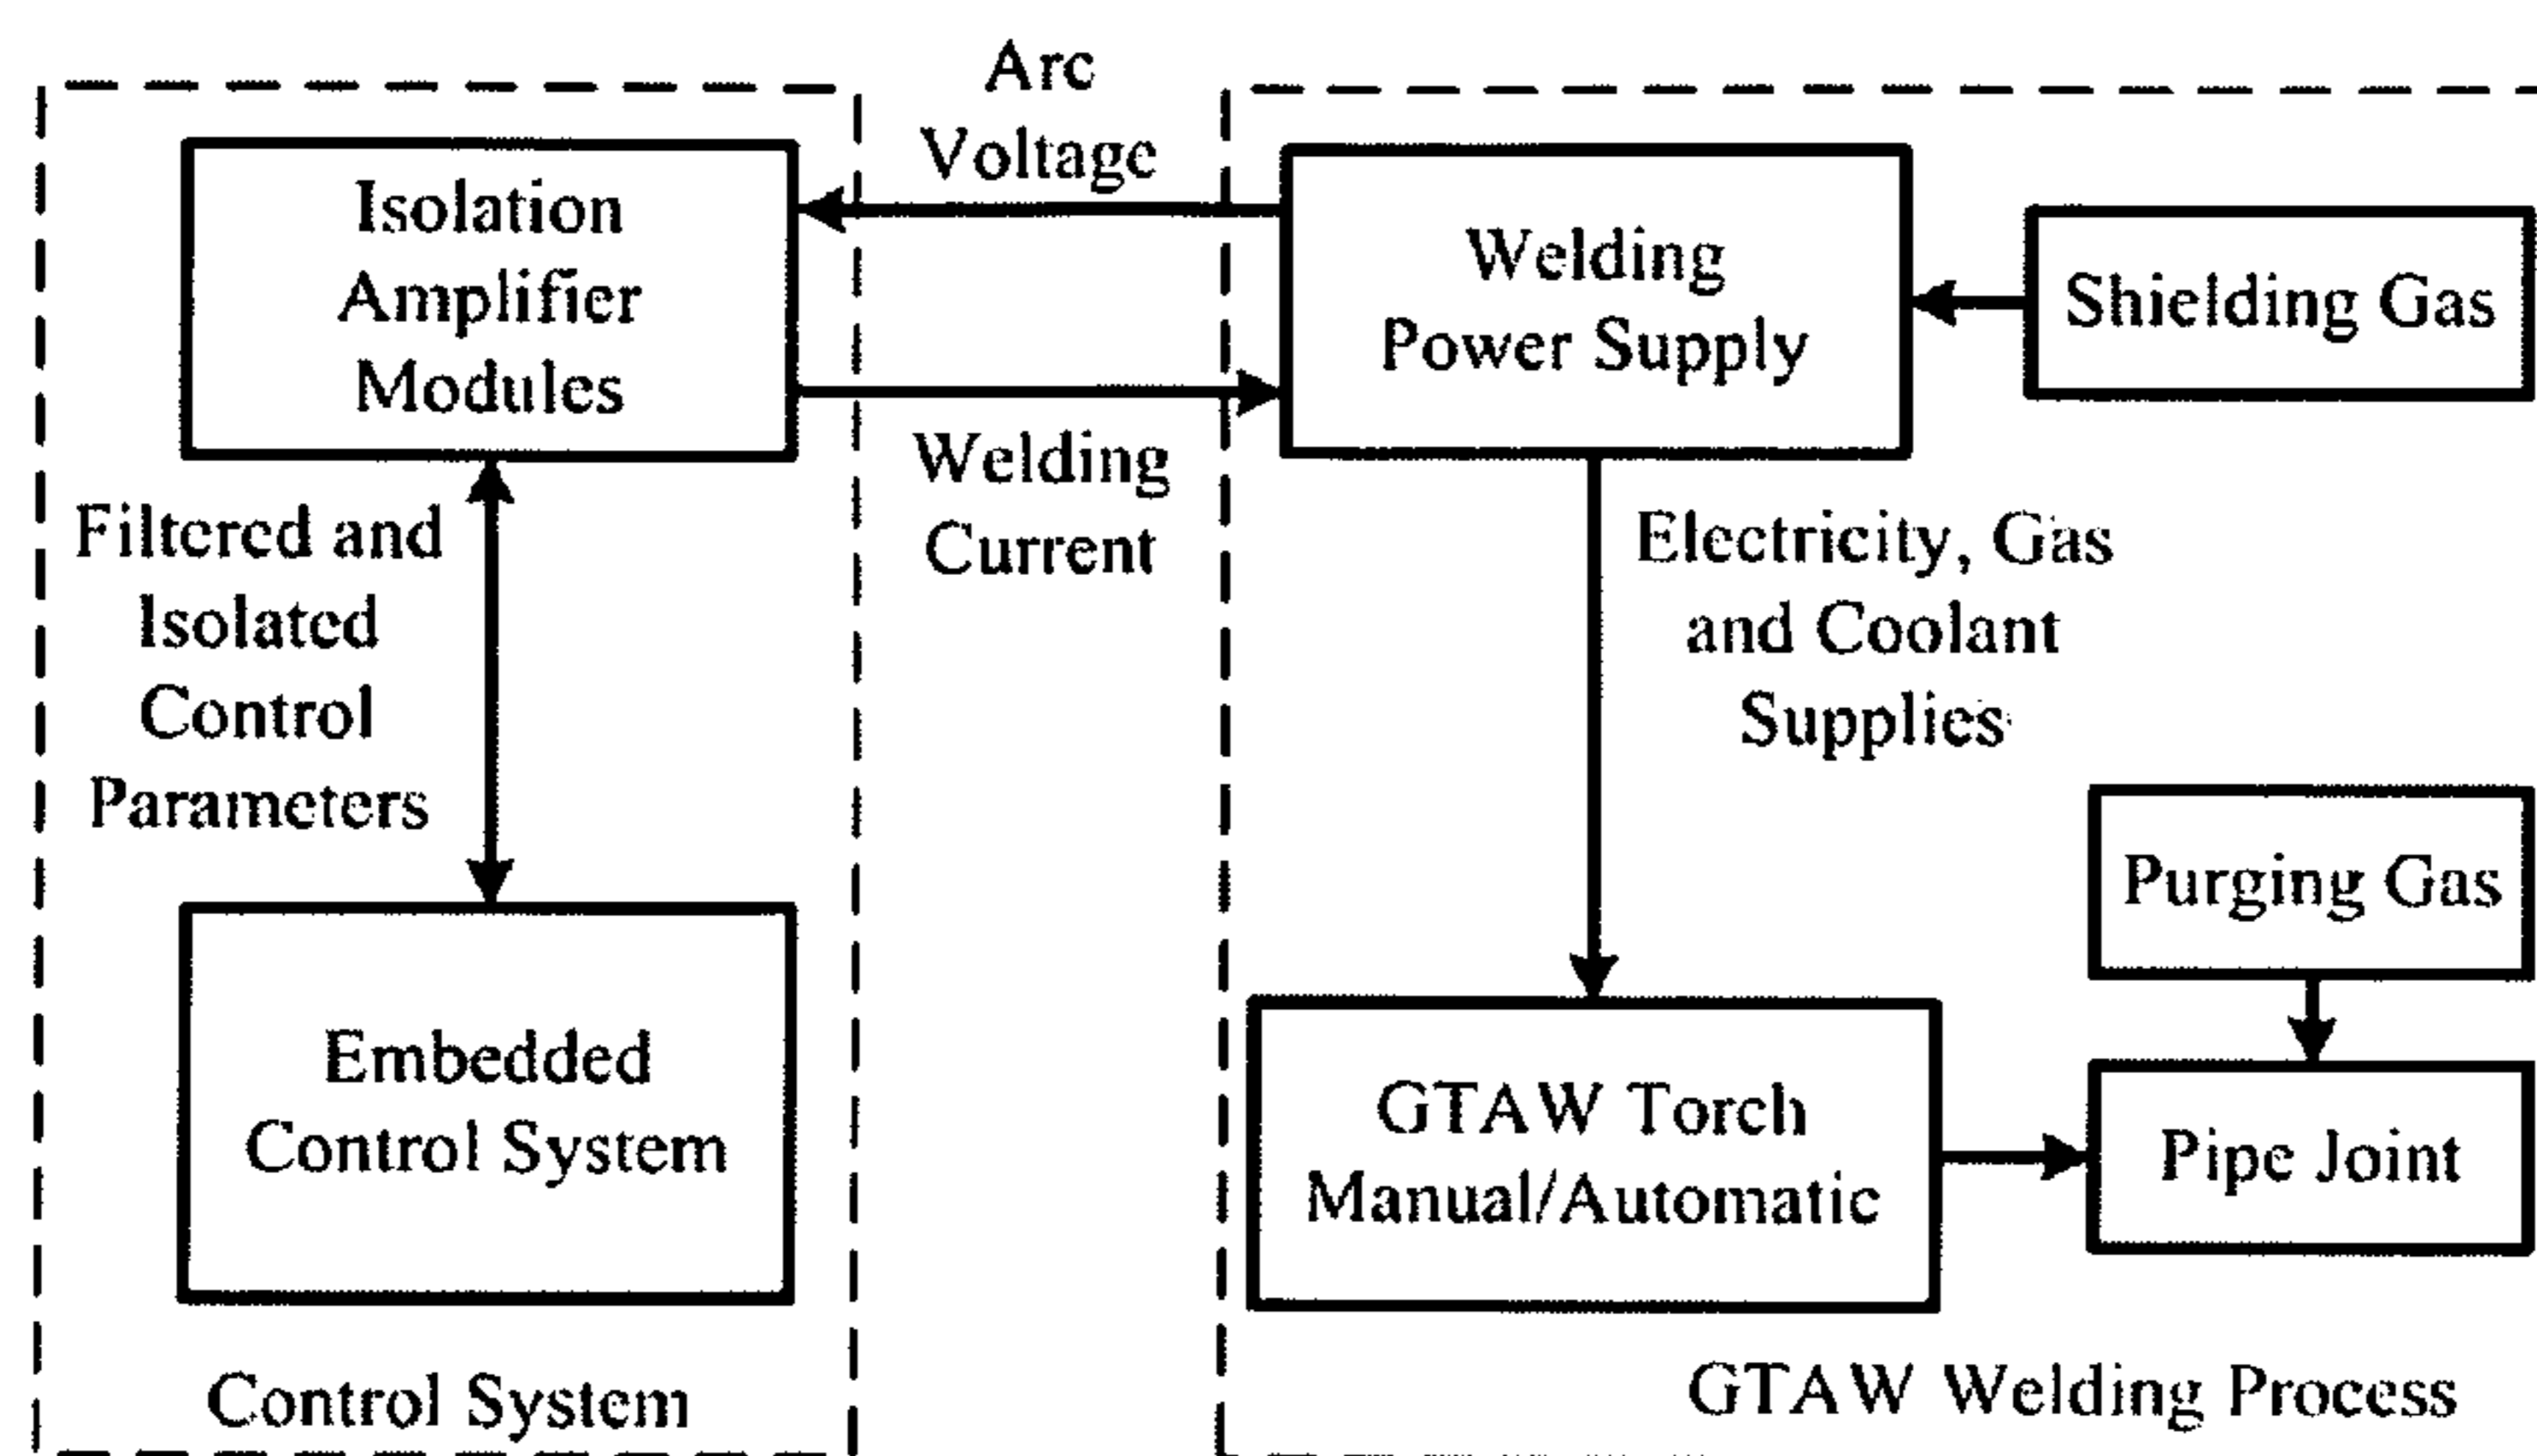 Arc
Voltage
Isolation
Amplifier
Modules
Welding
Power Supply
Shielding Gas
Welding
Current
Filtered and
Isolated
Control
Parameters
Electricity, Gas
and Coolant
Supplies
Purging Gas
Embedded
Control System
GTAW Torch
Manual/Automatic
Pipe Joint
Control System
GTAW Welding Process